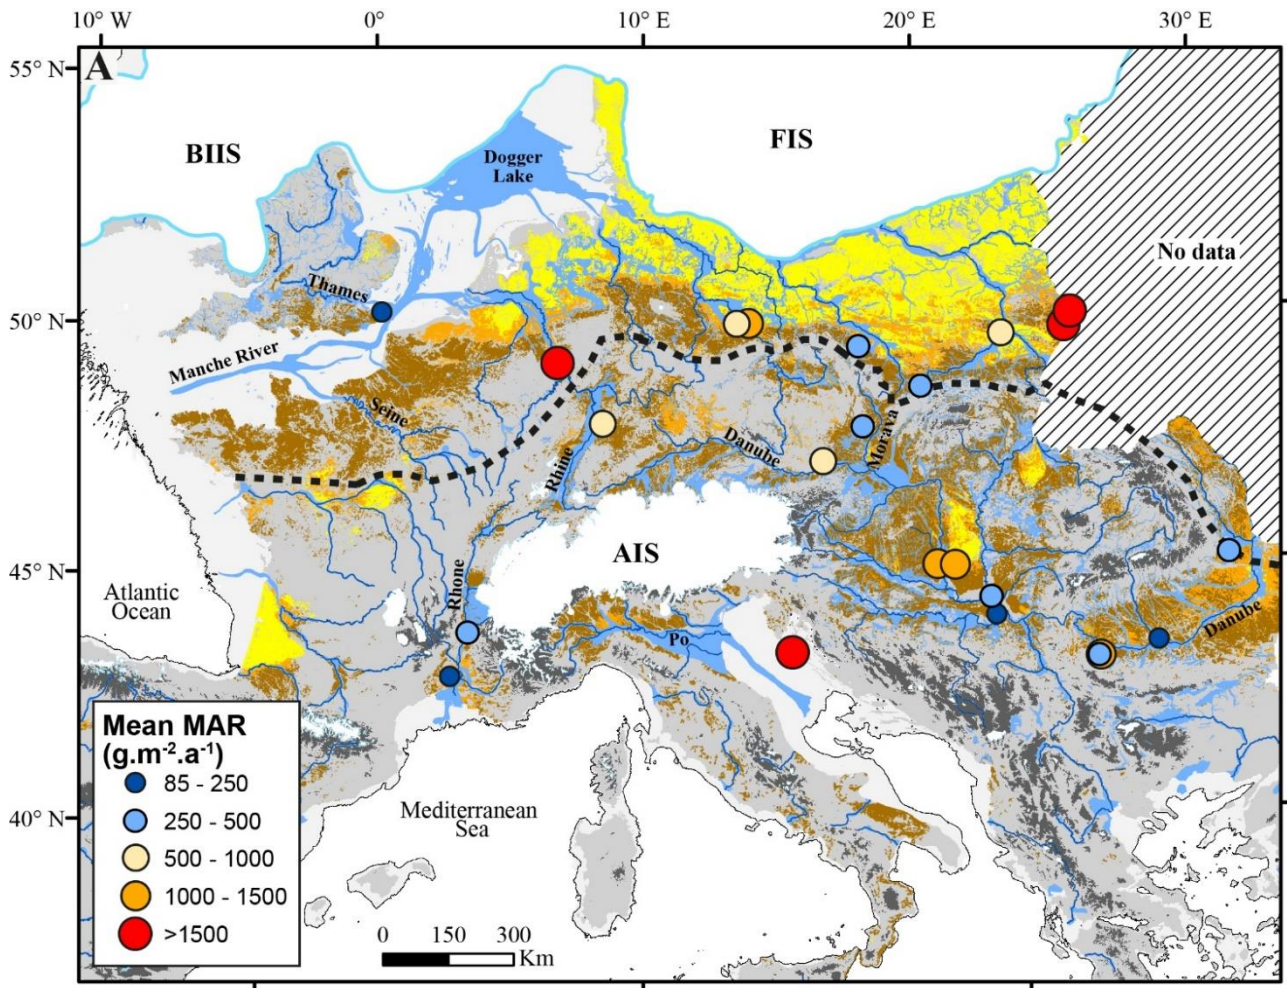 10° W 0° 10° E 20° E 30° E
55° N
A
BIIS
FIS
Dogger
Lake
No data
Thames
50° N
Manche River
Seine
Rhine
Danube
Morava
45° N
AIS
Atlantic
Ocean
Rhone
Po
Danube
Mean MAR
(g.m⁻².a⁻¹)
85 - 250
250 - 500
500 - 1000
1000 - 1500
>1500
40° N
Mediterranean
Sea
0 150 300
Km